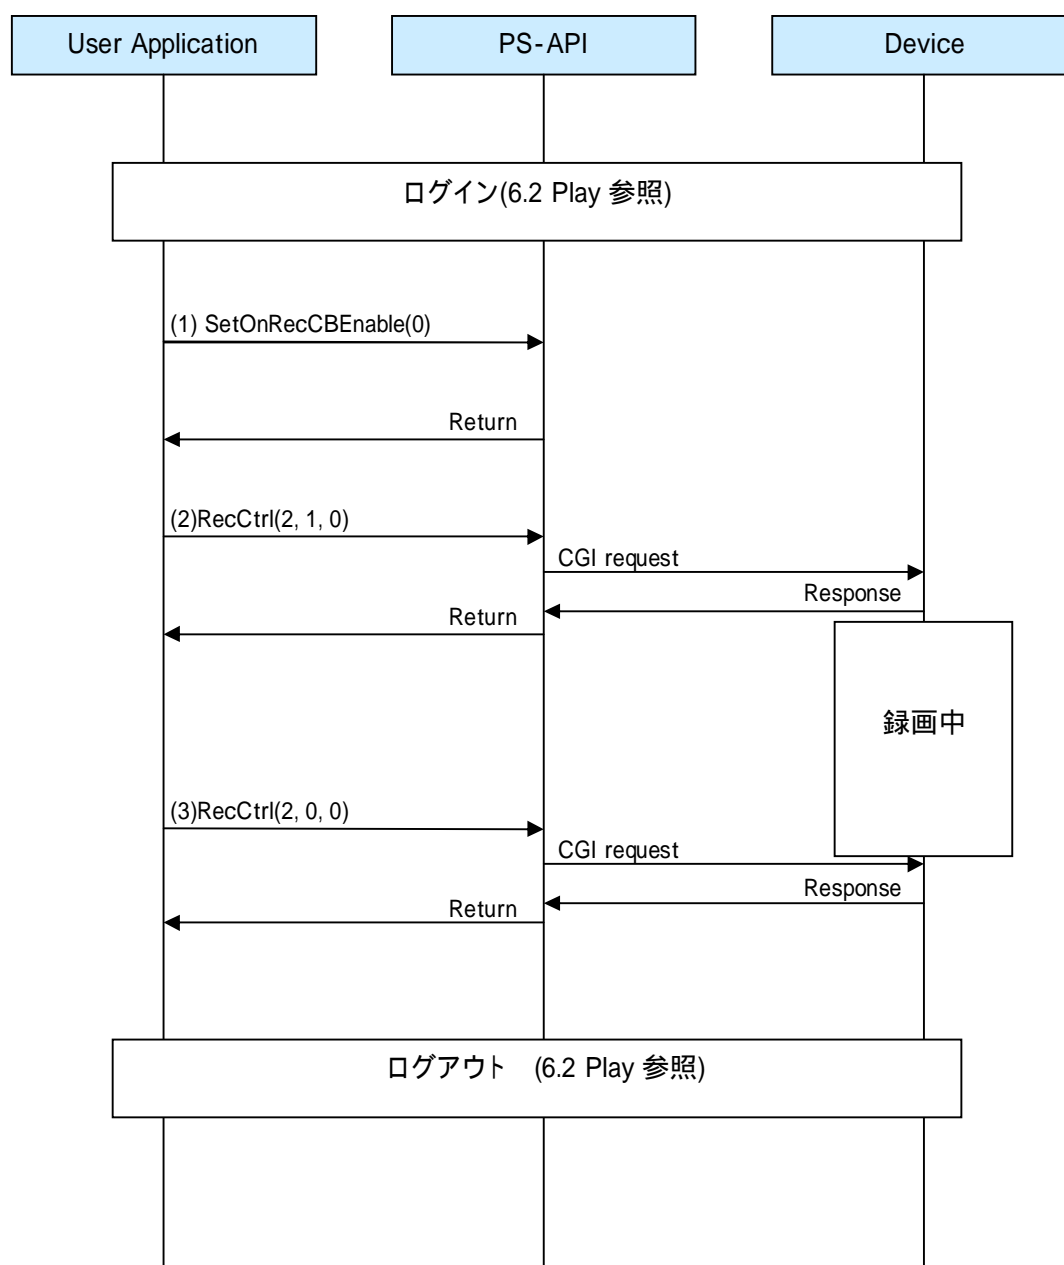 User Application
PS-API
Device
ログイン(6.2 Play 参照)
(1) SetOnRecCBEnable(0)
Return
(2)RecCtrl(2, 1, 0)
CGI request
Response
Return
録画中
(3)RecCtrl(2, 0, 0)
CGI request
Response
Return
ログアウト (6.2 Play 参照)